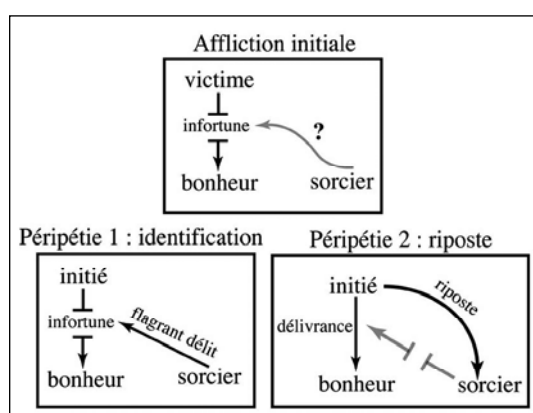 Affliction initiale
victime
infortune
?
bonheur
sorcier
Péripétie 1 : identification
initié
infortune
flagrant délit
bonheur
sorcier
Péripétie 2 : riposte
initié
riposte
délivrance
bonheur
sorcier